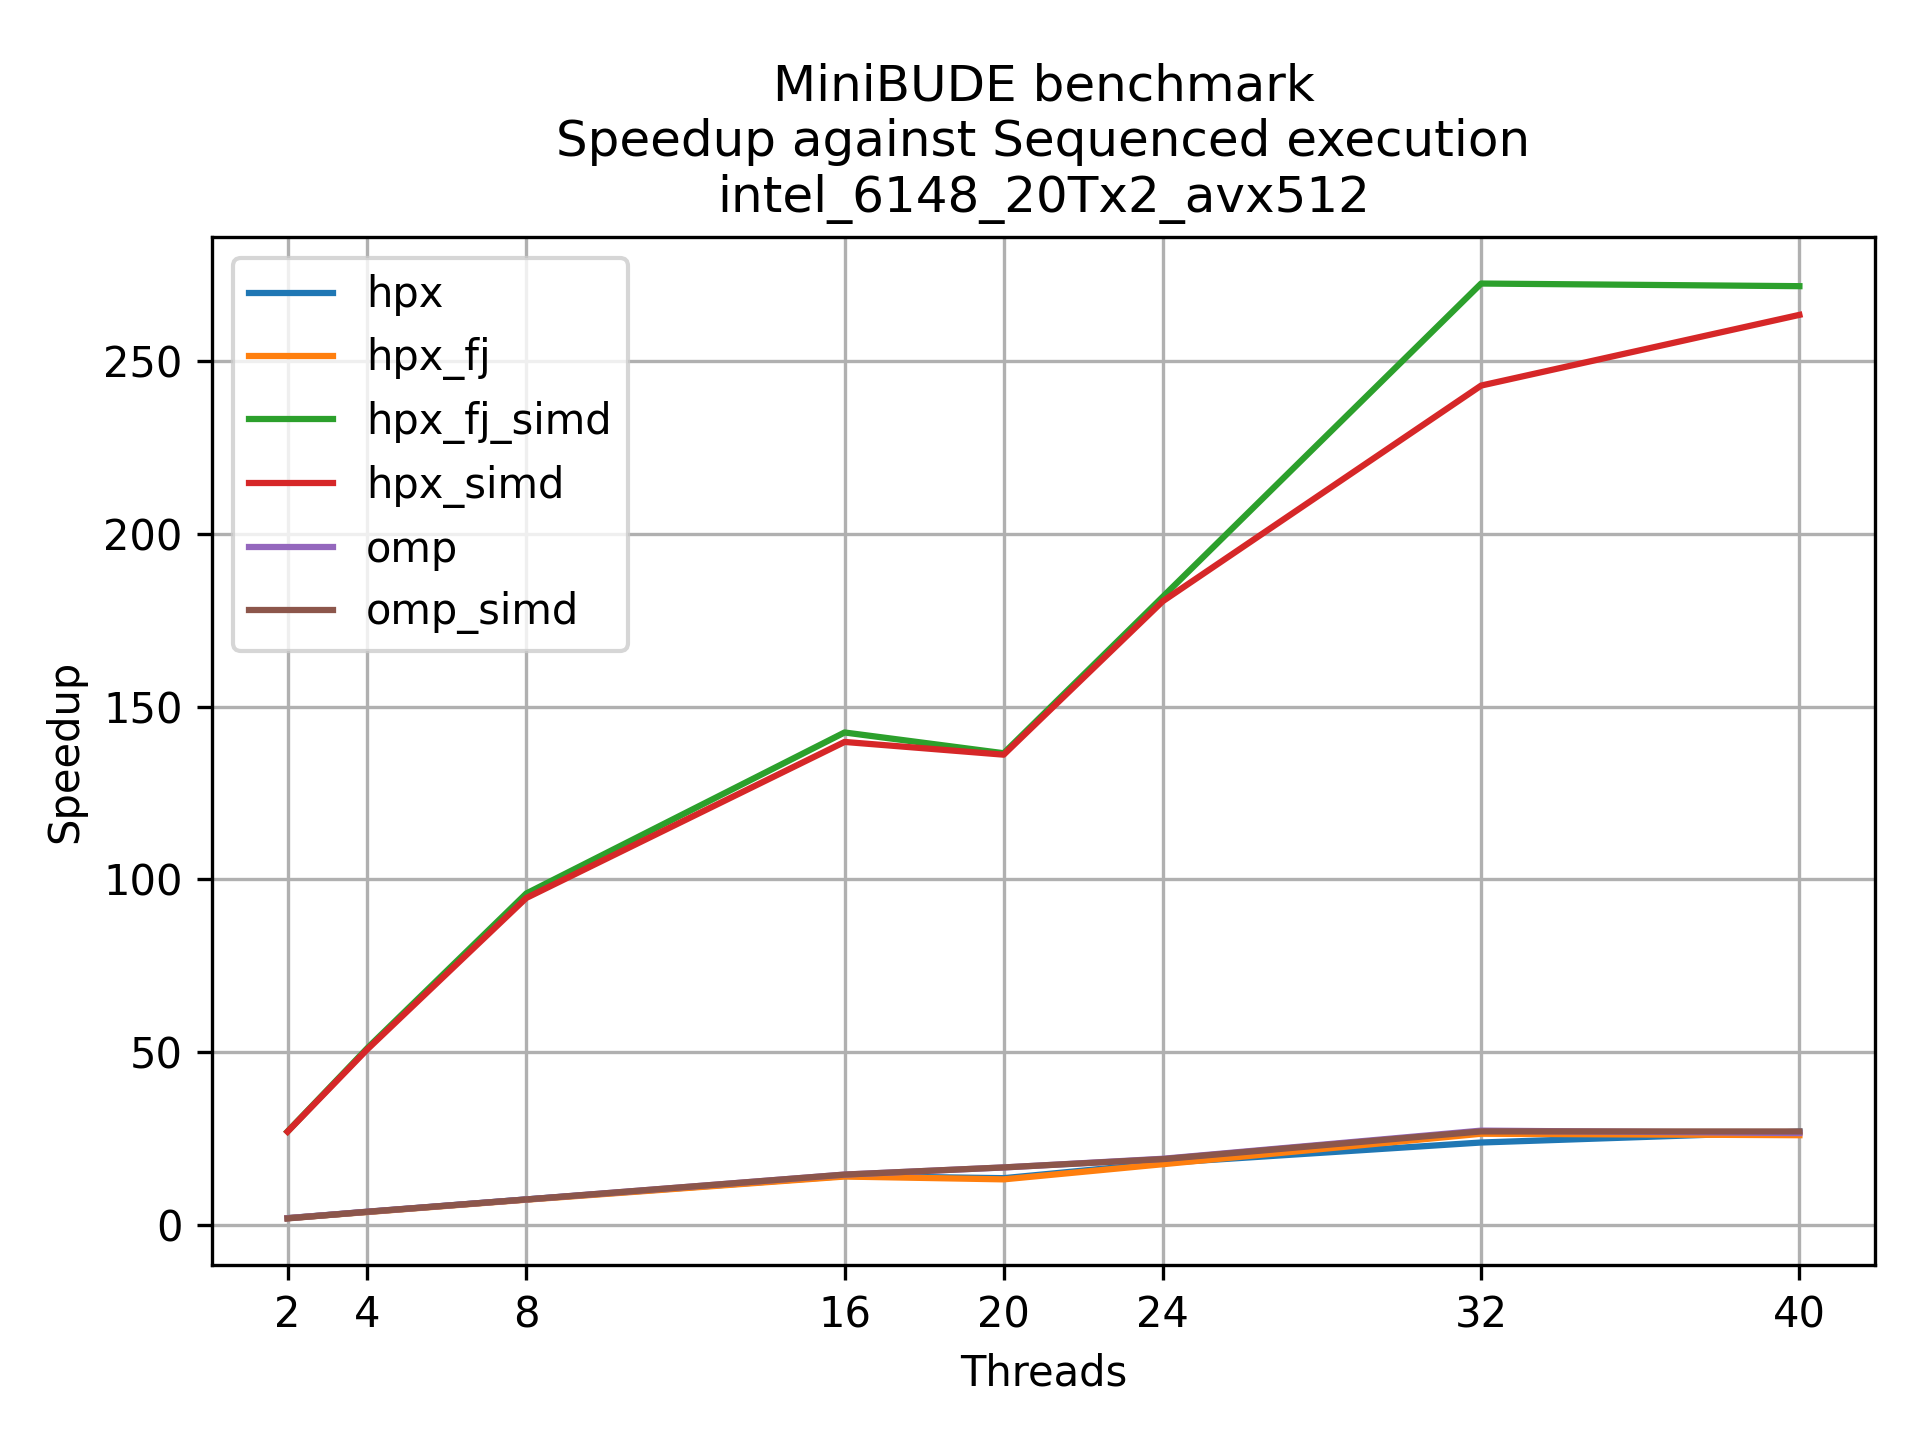 MiniBUDE benchmark
Speedup against Sequenced execution
intel_6148_20Tx2_avx512
hpx
hpx_fj
hpx_fj_simd
hpx_simd
omp
omp_simd
250
200
150
100
50
0
Speedup
2 4 8 16 20 24 32 40
Threads